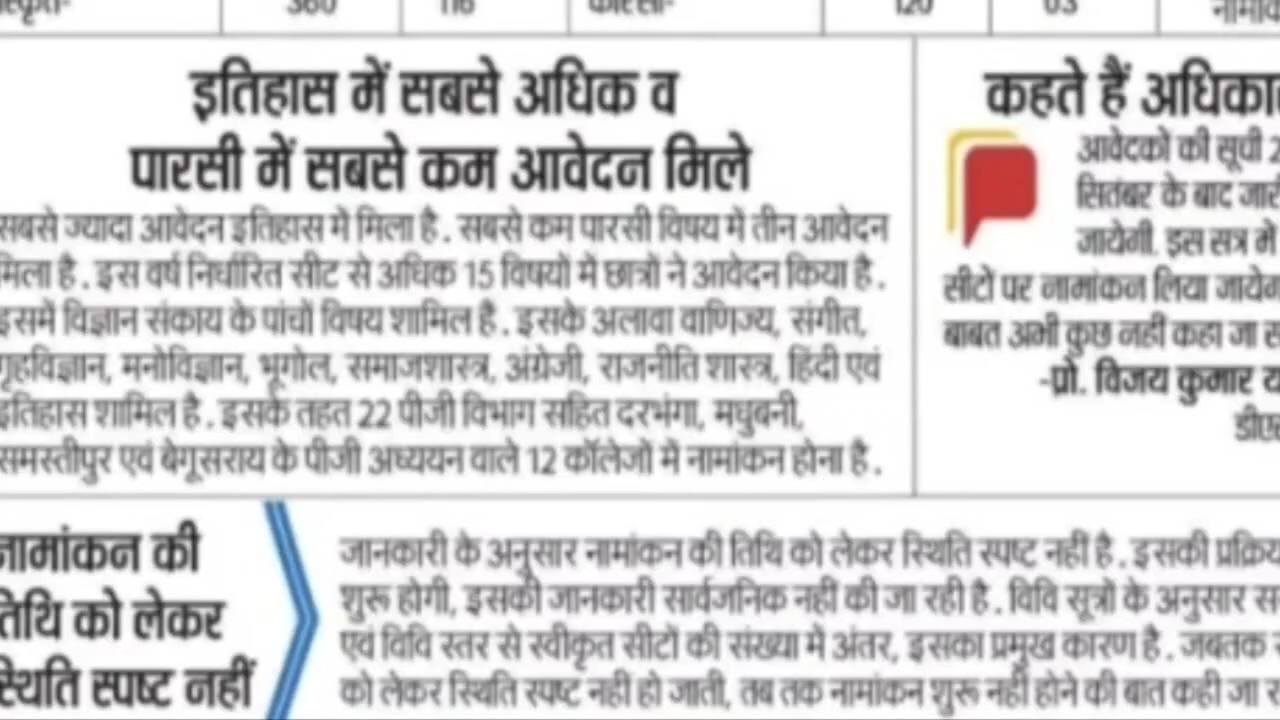 360 116 120 03
इतिहास में सबसे अधिक व
पारसी में सबसे कम आवेदन मिले
सबसे ज्यादा आवेदन इतिहास में मिला है. सबसे कम पारसी विषय में तीन आवेदन
मिला है. इस वर्ष निर्धारित सीट से अधिक 15 विषयों में छात्रों ने आवेदन किया है.
इसमें विज्ञान संकाय के पांचों विषय शामिल है. इसके अलावा वाणिज्य, संगीत,
गृहविज्ञान, मनोविज्ञान, भूगोल, समाजशास्त्र, अंग्रेजी, राजनीति शास्त्र, हिंदी एवं
इतिहास शामिल है. इसके तहत 22 पीजी विभाग सहित दरभंगा, मधुबनी,
समस्तीपुर एवं बेगूसराय के पीजी अध्ययन वाले 12 कॉलेजों में नामांकन होना है.
कहते हैं
आवेदकों की सूची
सितंबर के बाद
जायेगी. इस सत्र में
सीटों पर नामांकन लिया
बाबत अभी कुछ नहीं कहा जा
-प्रो. विजय कुमार
नामांकन की
तिथि को लेकर
स्थिति स्पष्ट नहीं
जानकारी के अनुसार नामांकन की तिथि को लेकर स्थिति स्पष्ट नहीं है. इसकी
शुरू होगी, इसकी जानकारी सार्वजनिक नहीं की जा रही है. विवि सूत्रों के अनुसार
एवं विवि स्तर से स्वीकृत सीटों की संख्या में अंतर, इसका प्रमुख कारण है. जबतक
को लेकर स्थिति स्पष्ट नहीं हो जाती, तब तक नामांकन शुरू नहीं होने की बात कही जा